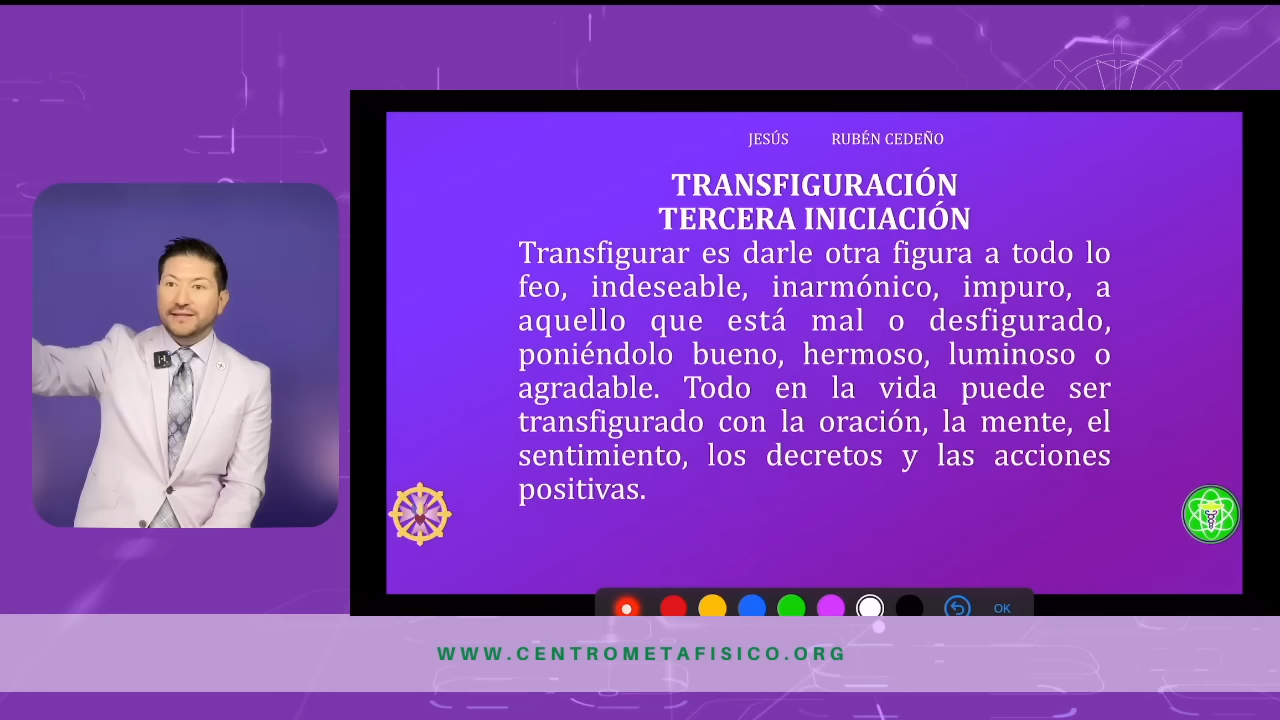 JESÚS RUBÉN CEDEÑO
TRANSFIGURACIÓN
TERCERA INICIACIÓN
Transfigurar es darle otra figura a todo lo
feo, indeseable, inarmónico, impuro, a
aquello que está mal o desfigurado,
poniéndolo bueno, hermoso, luminoso o
agradable. Todo en la vida puede ser
transfigurado con la oración, la mente, el
sentimiento, los decretos y las acciones
positivas.
OK
WWW.CENTROMETAFISICO.ORG